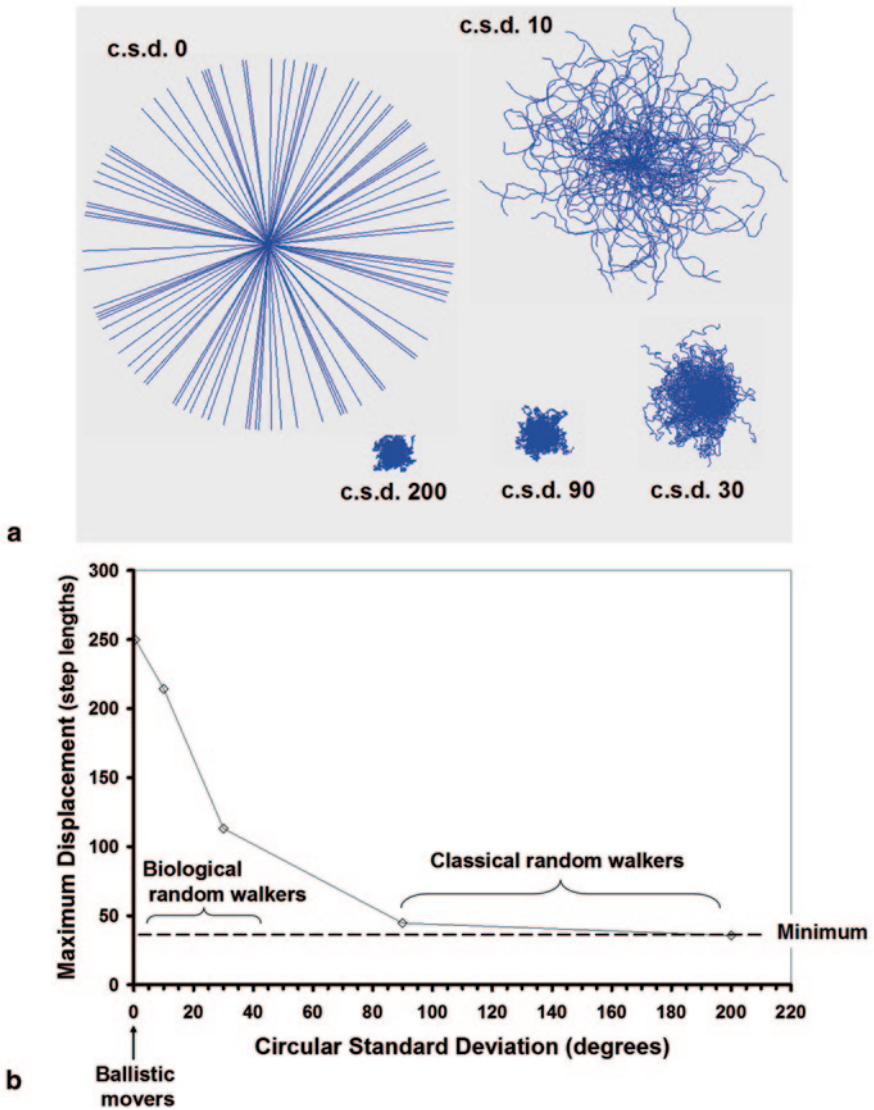 c.s.d. 0
c.s.d. 10
c.s.d. 200
c.s.d. 90
c.s.d. 30
a
300
250
200
150
100
50
0
Maximum Displacement (step lengths)
Biological
random walkers
Classical random walkers
Minimum
0 20 40 60 80 100 120 140 160 180 200 220
Circular Standard Deviation (degrees)
Ballistic
movers
b